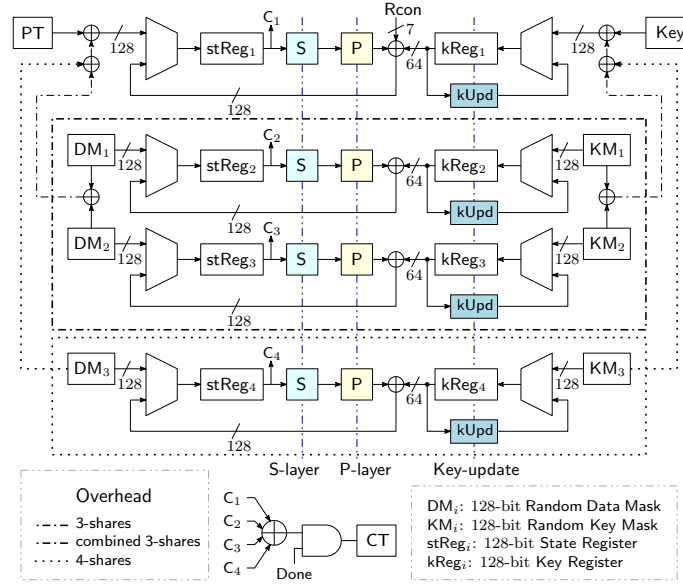 C₁ Rcon
PT 128 stReg₁ S P 7 64 kReg₁ 128 Key
kUpd
128
C₂
DM₁ 128 stReg₂ S P 64 kReg₂ 128 KM₁
kUpd
128
C₃
DM₂ 128 stReg₃ S P 64 kReg₃ 128 KM₂
kUpd
128
C₄
DM₃ 128 stReg₄ S P 64 kReg₄ 128 KM₃
kUpd
128
S-layer P-layer Key-update
Overhead
3-shares
combined 3-shares
4-shares
C₁
C₂
C₃
C₄
Done
CT
DMᵢ: 128-bit Random Data Mask
KMᵢ: 128-bit Random Key Mask
stRegᵢ: 128-bit State Register
kRegᵢ: 128-bit Key Register